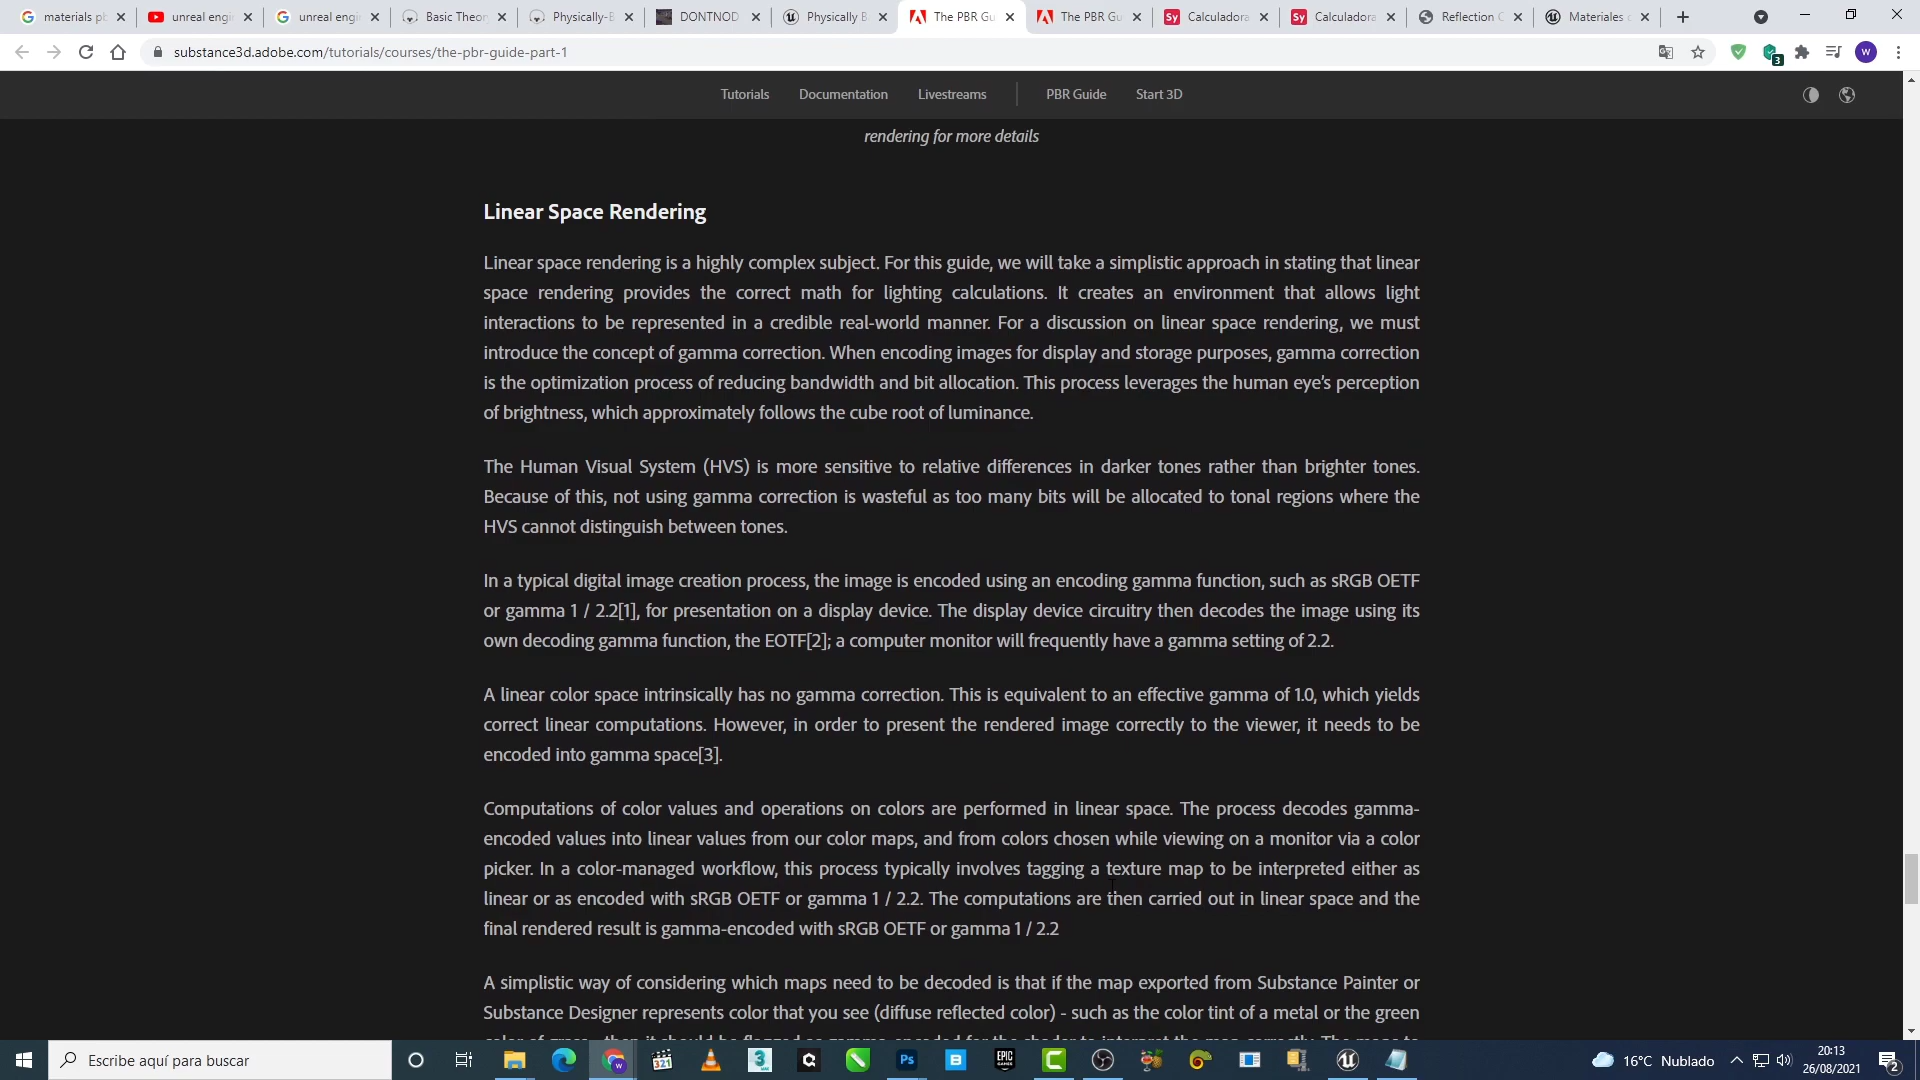 materials pb
unreal engi
unreal engi
Basic Theor
Physically-B
DONTNOD
Physically B
The PBR Gu
The PBR Gu
Calculadora
Calculadora
Reflection C
Materiales
substance3d.adobe.com/tutorials/courses/the-pbr-guide-part-1
3
W
Tutorials
Documentation
Livestreams
PBR Guide
Start 3D
rendering for more details
Linear Space Rendering
Linear space rendering is a highly complex subject. For this guide, we will take a simplistic approach in stating that linear
space rendering provides the correct math for lighting calculations. It creates an environment that allows light
interactions to be represented in a credible real-world manner. For a discussion on linear space rendering, we must
introduce the concept of gamma correction. When encoding images for display and storage purposes, gamma correction
is the optimization process of reducing bandwidth and bit allocation. This process leverages the human eye’s perception
of brightness, which approximately follows the cube root of luminance.
The Human Visual System (HVS) is more sensitive to relative differences in darker tones rather than brighter tones.
Because of this, not using gamma correction is wasteful as too many bits will be allocated to tonal regions where the
HVS cannot distinguish between tones.
In a typical digital image creation process, the image is encoded using an encoding gamma function, such as sRGB OETF
or gamma 1 / 2.2[1], for presentation on a display device. The display device circuitry then decodes the image using its
own decoding gamma function, the EOTF[2]; a computer monitor will frequently have a gamma setting of 2.2.
A linear color space intrinsically has no gamma correction. This is equivalent to an effective gamma of 1.0, which yields
correct linear computations. However, in order to present the rendered image correctly to the viewer, it needs to be
encoded into gamma space[3].
Computations of color values and operations on colors are performed in linear space. The process decodes gamma-
encoded values into linear values from our color maps, and from colors chosen while viewing on a monitor via a color
picker. In a color-managed workflow, this process typically involves tagging a texture map to be interpreted either as
linear or as encoded with sRGB OETF or gamma 1 / 2.2. The computations are then carried out in linear space and the
final rendered result is gamma-encoded with sRGB OETF or gamma 1 / 2.2
A simplistic way of considering which maps need to be decoded is that if the map exported from Substance Painter or
Substance Designer represents color that you see (diffuse reflected color) - such as the color tint of a metal or the green
Escribe aquí para buscar
16°C Nublado
20:13
26/08/2021
2